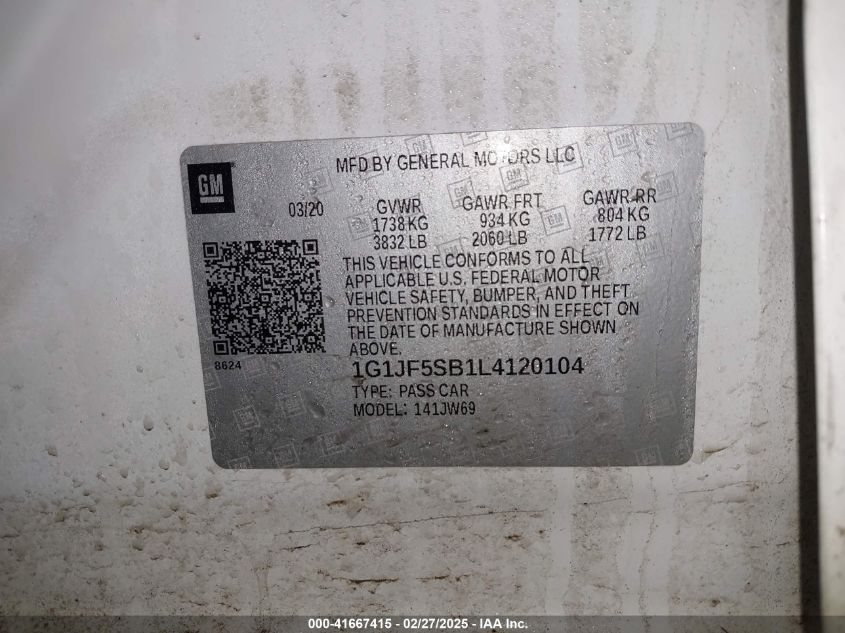 MFD BY GENERAL MOTORS LLC
GM
03/20
GVWR GAWR FRT GAWR RR
1738 KG 934 KG 804 KG
3832 LB 2060 LB 1772 LB
THIS VEHICLE CONFORMS TO ALL
APPLICABLE U.S. FEDERAL MOTOR
VEHICLE SAFETY, BUMPER, AND THEFT
PREVENTION STANDARDS IN EFFECT ON
THE DATE OF MANUFACTURE SHOWN
ABOVE.
8624
1G1JF5SB1L4120104
TYPE: PASS CAR
MODEL: 141JW69
000-41667415 - 02/27/2025 - IAA Inc.